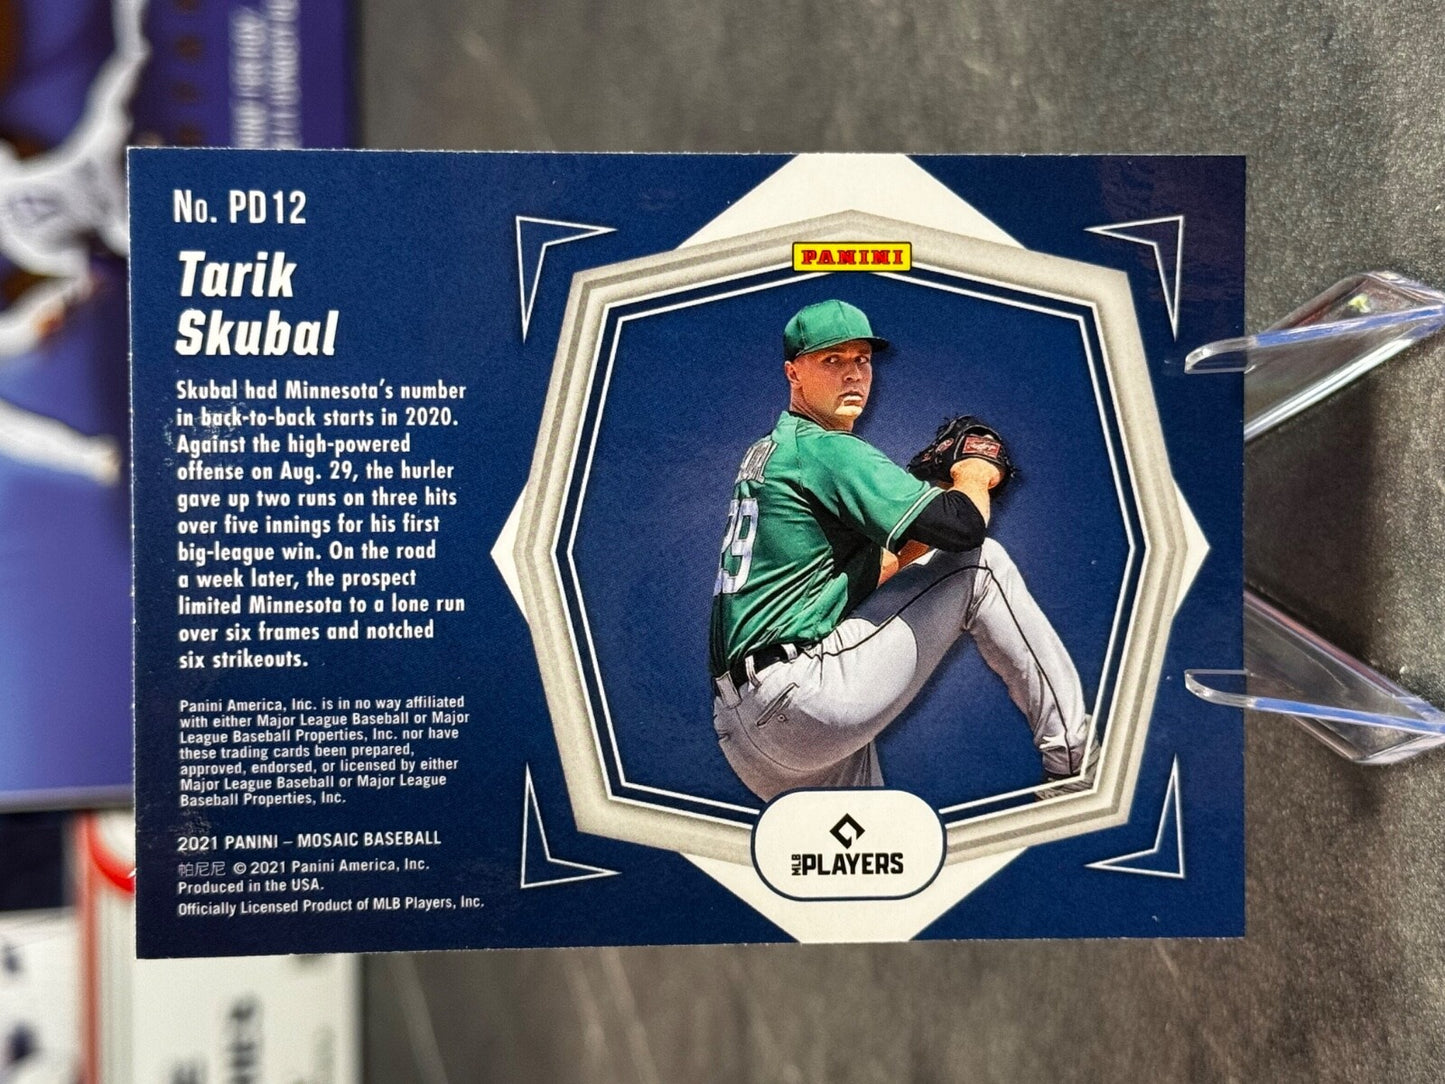 No. PD12
Tarik
Skubal
Skubal had Minnesota's number
in back-to-back starts in 2020.
Against the high-powered
offense on Aug. 29, the hurler
gave up two runs on three hits
over five innings for his first
big-league win. On the road
a week later, the prospect
limited Minnesota to a lone run
over six frames and notched
six strikeouts.
Panini America, Inc. is in no way affiliated
with either Major League Baseball or Major
League Baseball Properties, Inc. nor have
these trading cards been prepared,
approved, endorsed, or licensed by either
Major League Baseball or Major League
Baseball Properties, Inc.
2021 PANINI – MOSAIC BASEBALL
帕尼尼 © 2021 Panini America, Inc.
Produced in the USA.
Officially Licensed Product of MLB Players, Inc.
PANINI
29
MLB PLAYERS